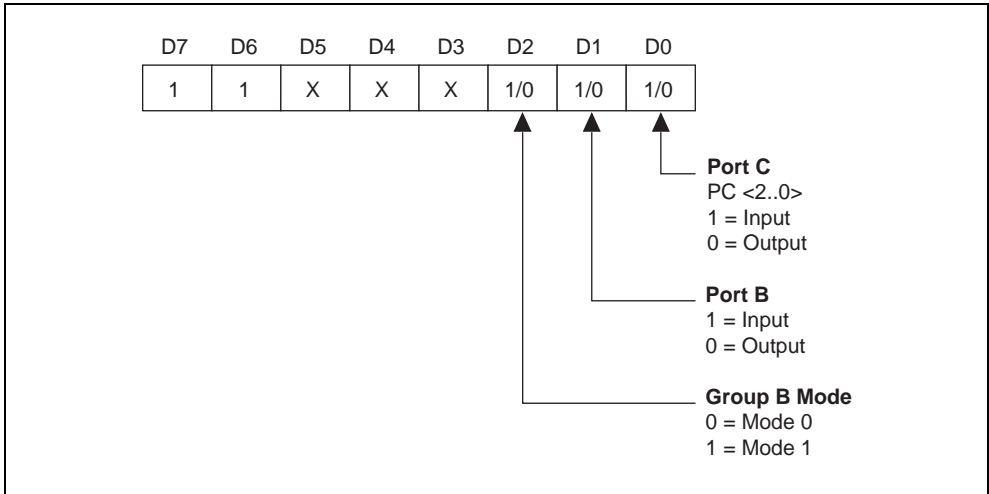 D7 D6 D5 D4 D3 D2 D1 D0
1 1 X X X 1/0 1/0 1/0
Port C
PC <2..0>
1 = Input
0 = Output
Port B
1 = Input
0 = Output
Group B Mode
0 = Mode 0
1 = Mode 1